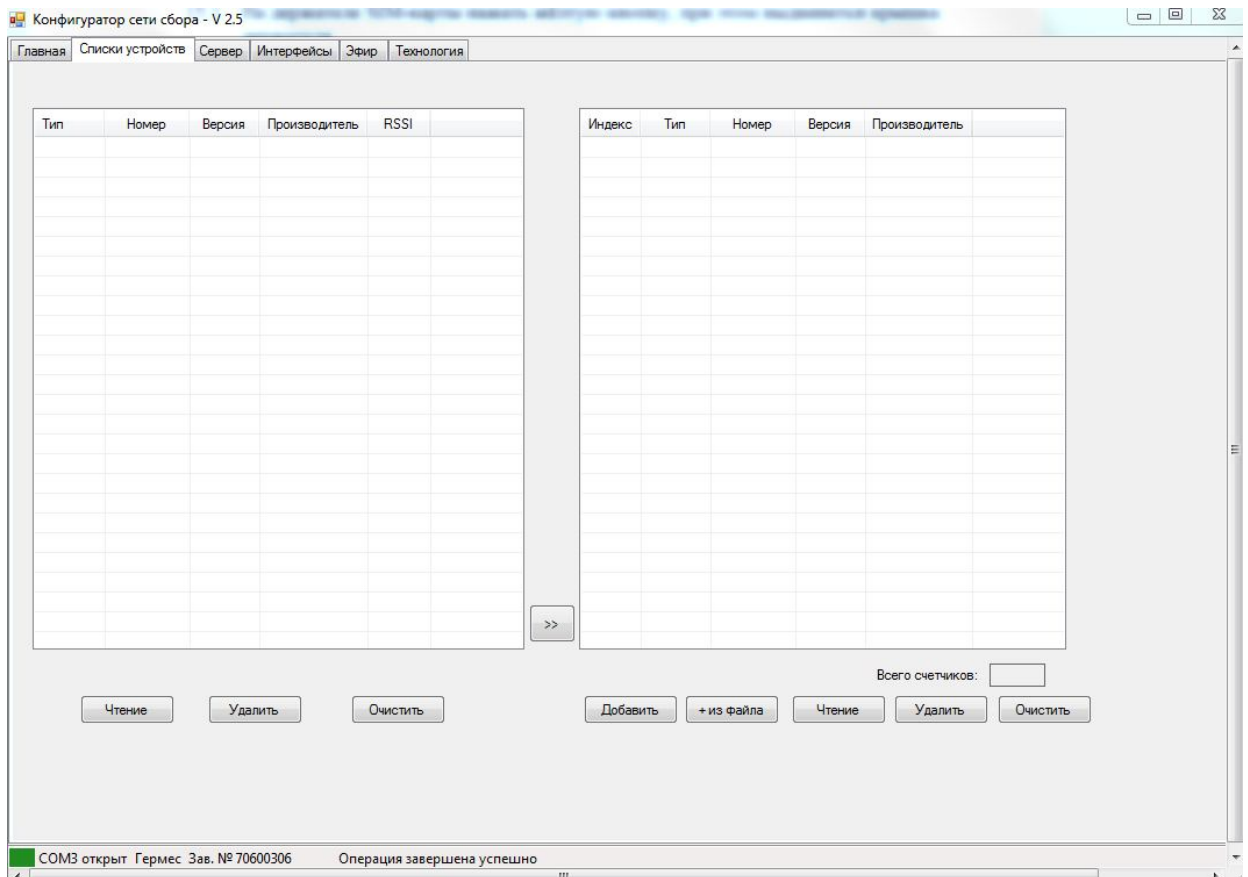 Конфигуратор сети сбора - V 2.5
Главная Списки устройств Сервер Интерфейсы Эфир Технология
Тип Номер Версия Производитель RSSI
Индекс Тип Номер Версия Производитель
>>
Всего счетчиков:
Чтение Удалить Очистить
Добавить + из файла Чтение Удалить Очистить
COM3 открыт Гермес Зав. № 70600306 Операция завершена успешно